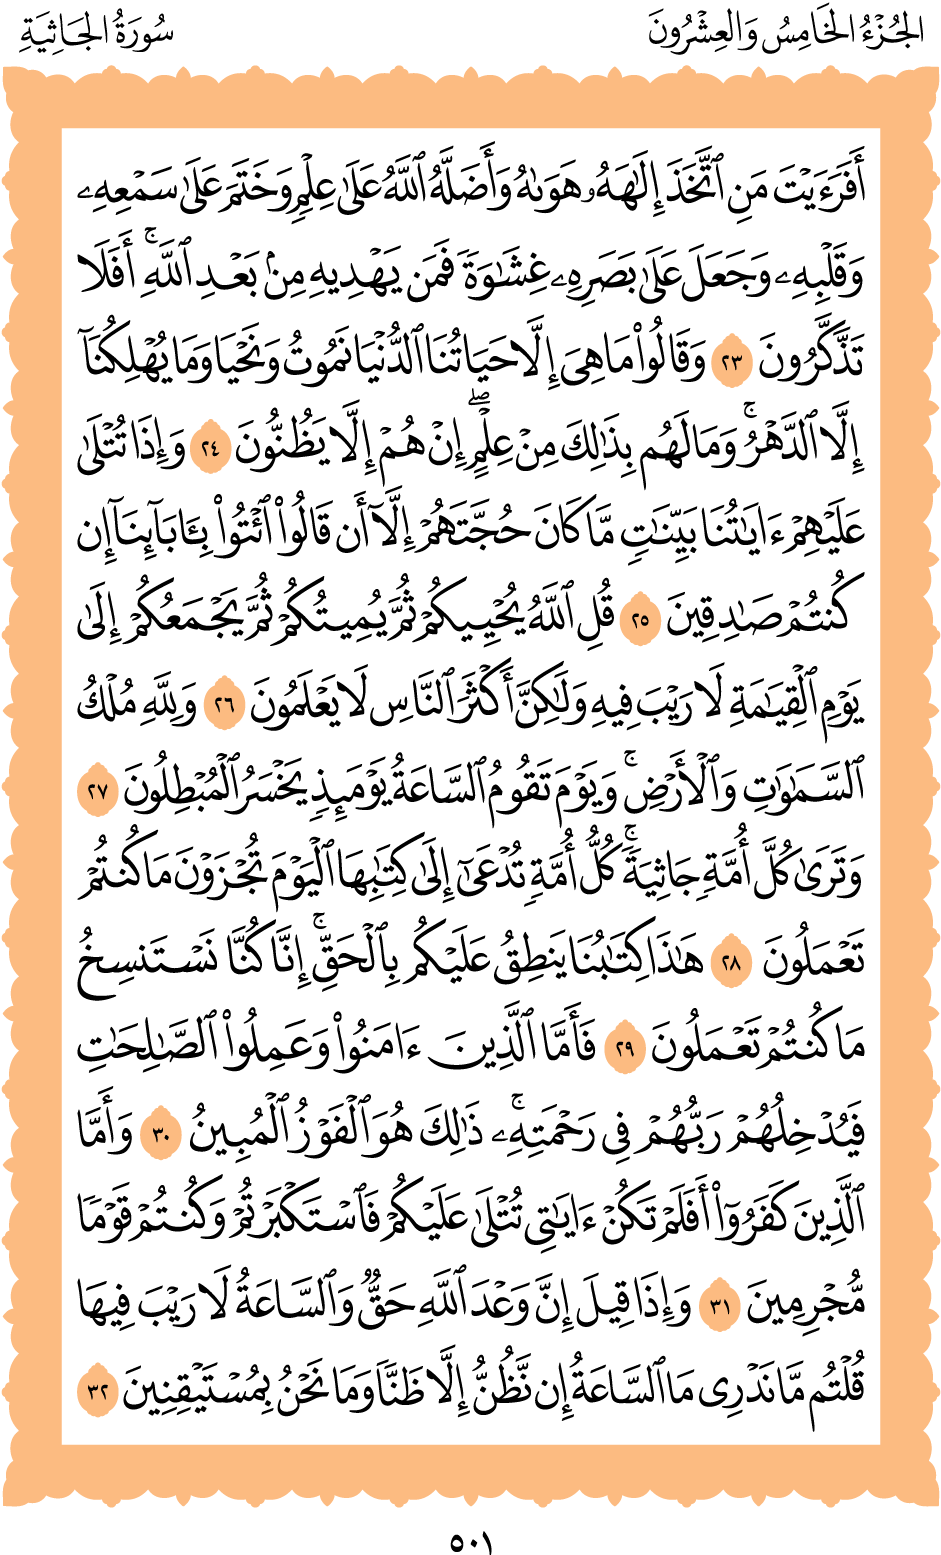 الجُزْءُ الخَامِسُ وَالعِشْرُونَ
سُورَةُ الجَاثِيَةِ
أَفَرَءَيْتَ مَنِ ٱتَّخَذَ إِلَٰهَهُۥ هَوَىٰهُ وَأَضَلَّهُ ٱللَّهُ عَلَىٰ عِلْمٍ وَخَتَمَ عَلَىٰ سَمْعِهِۦ
وَقَلْبِهِۦ وَجَعَلَ عَلَىٰ بَصَرِهِۦ غِشَٰوَةً فَمَن يَهْدِيهِ مِنۢ بَعْدِ ٱللَّهِۚ أَفَلَا
تَذَكَّرُونَ ٢٣ وَقَالُوا۟ مَا هِىَ إِلَّا حَيَاتُنَا ٱلدُّنْيَا نَمُوتُ وَنَحْيَا وَمَا يُهْلِكُنَآ
إِلَّا ٱلدَّهْرُۚ وَمَا لَهُم بِذَٰلِكَ مِنْ عِلْمٍۖ إِنْ هُمْ إِلَّا يَظُنُّونَ ٢٤ وَإِذَا تُتْلَىٰ
عَلَيْهِمْ ءَايَٰتُنَا بَيِّنَٰتٍ مَّا كَانَ حُجَّتَهُمْ إِلَّآ أَن قَالُوا۟ ٱئْتُوا۟ بِـَٔابَآئِنَآ إِن
كُنتُمْ صَٰدِقِينَ ٢٥ قُلِ ٱللَّهُ يُحْيِيكُمْ ثُمَّ يُمِيتُكُمْ ثُمَّ يَجْمَعُكُمْ إِلَىٰ
يَوْمِ ٱلْقِيَٰمَةِ لَا رَيْبَ فِيهِ وَلَٰكِنَّ أَكْثَرَ ٱلنَّاسِ لَا يَعْلَمُونَ ٢٦ وَلِلَّهِ مُلْكُ
ٱلسَّمَٰوَٰتِ وَٱلْأَرْضِۚ وَيَوْمَ تَقُومُ ٱلسَّاعَةُ يَوْمَئِذٍ يَخْسَرُ ٱلْمُبْطِلُونَ ٢٧
وَتَرَىٰ كُلَّ أُمَّةٍ جَاثِيَةًۚ كُلُّ أُمَّةٍ تُدْعَىٰٓ إِلَىٰ كِتَٰبِهَا ٱلْيَوْمَ تُجْزَوْنَ مَا كُنتُمْ
تَعْمَلُونَ ٢٨ هَٰذَا كِتَٰبُنَا يَنطِقُ عَلَيْكُم بِٱلْحَقِّۚ إِنَّا كُنَّا نَسْتَنسِخُ
مَا كُنتُمْ تَعْمَلُونَ ٢٩ فَأَمَّا ٱلَّذِينَ ءَامَنُوا۟ وَعَمِلُوا۟ ٱلصَّٰلِحَٰتِ
فَيُدْخِلُهُمْ رَبُّهُمْ فِى رَحْمَتِهِۦۚ ذَٰلِكَ هُوَ ٱلْفَوْزُ ٱلْمُبِينُ ٣٠ وَأَمَّا
ٱلَّذِينَ كَفَرُوٓا۟ أَفَلَمْ تَكُنْ ءَايَٰتِى تُتْلَىٰ عَلَيْكُمْ فَٱسْتَكْبَرْتُمْ وَكُنتُمْ قَوْمًا
مُّجْرِمِينَ ٣١ وَإِذَا قِيلَ إِنَّ وَعْدَ ٱللَّهِ حَقٌّ وَٱلسَّاعَةُ لَا رَيْبَ فِيهَا
قُلْتُم مَّا نَدْرِى مَا ٱلسَّاعَةُ إِن نَّظُنُّ إِلَّا ظَنًّا وَمَا نَحْنُ بِمُسْتَيْقِنِينَ ٣٢
٥٠١